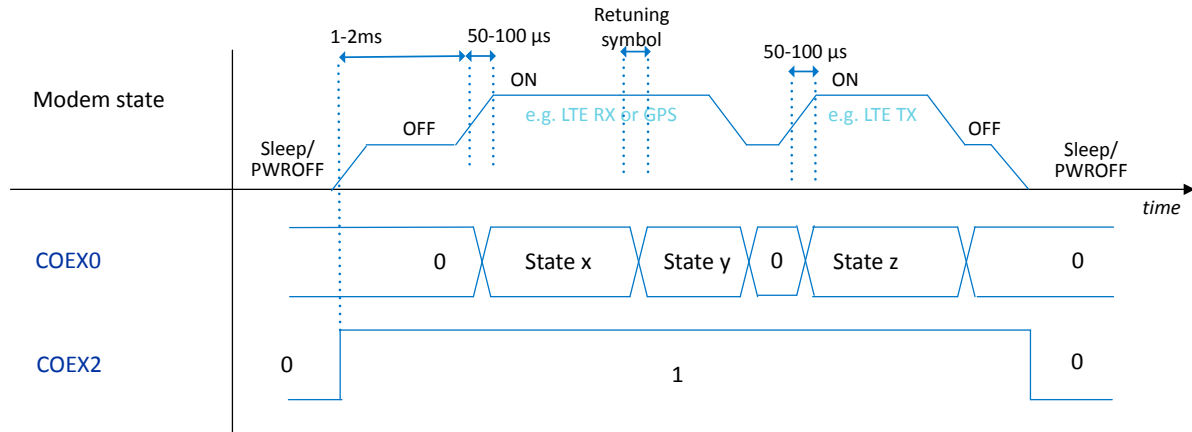 Retuning
symbol
1-2ms
50-100 µs
50-100 µs
ON
ON
Modem state
e.g. LTE RX or GPS
e.g. LTE TX
OFF
OFF
Sleep/
PWROFF
Sleep/
PWROFF
time
COEX0
0
State x
State y
0
State z
0
COEX2
0
1
0